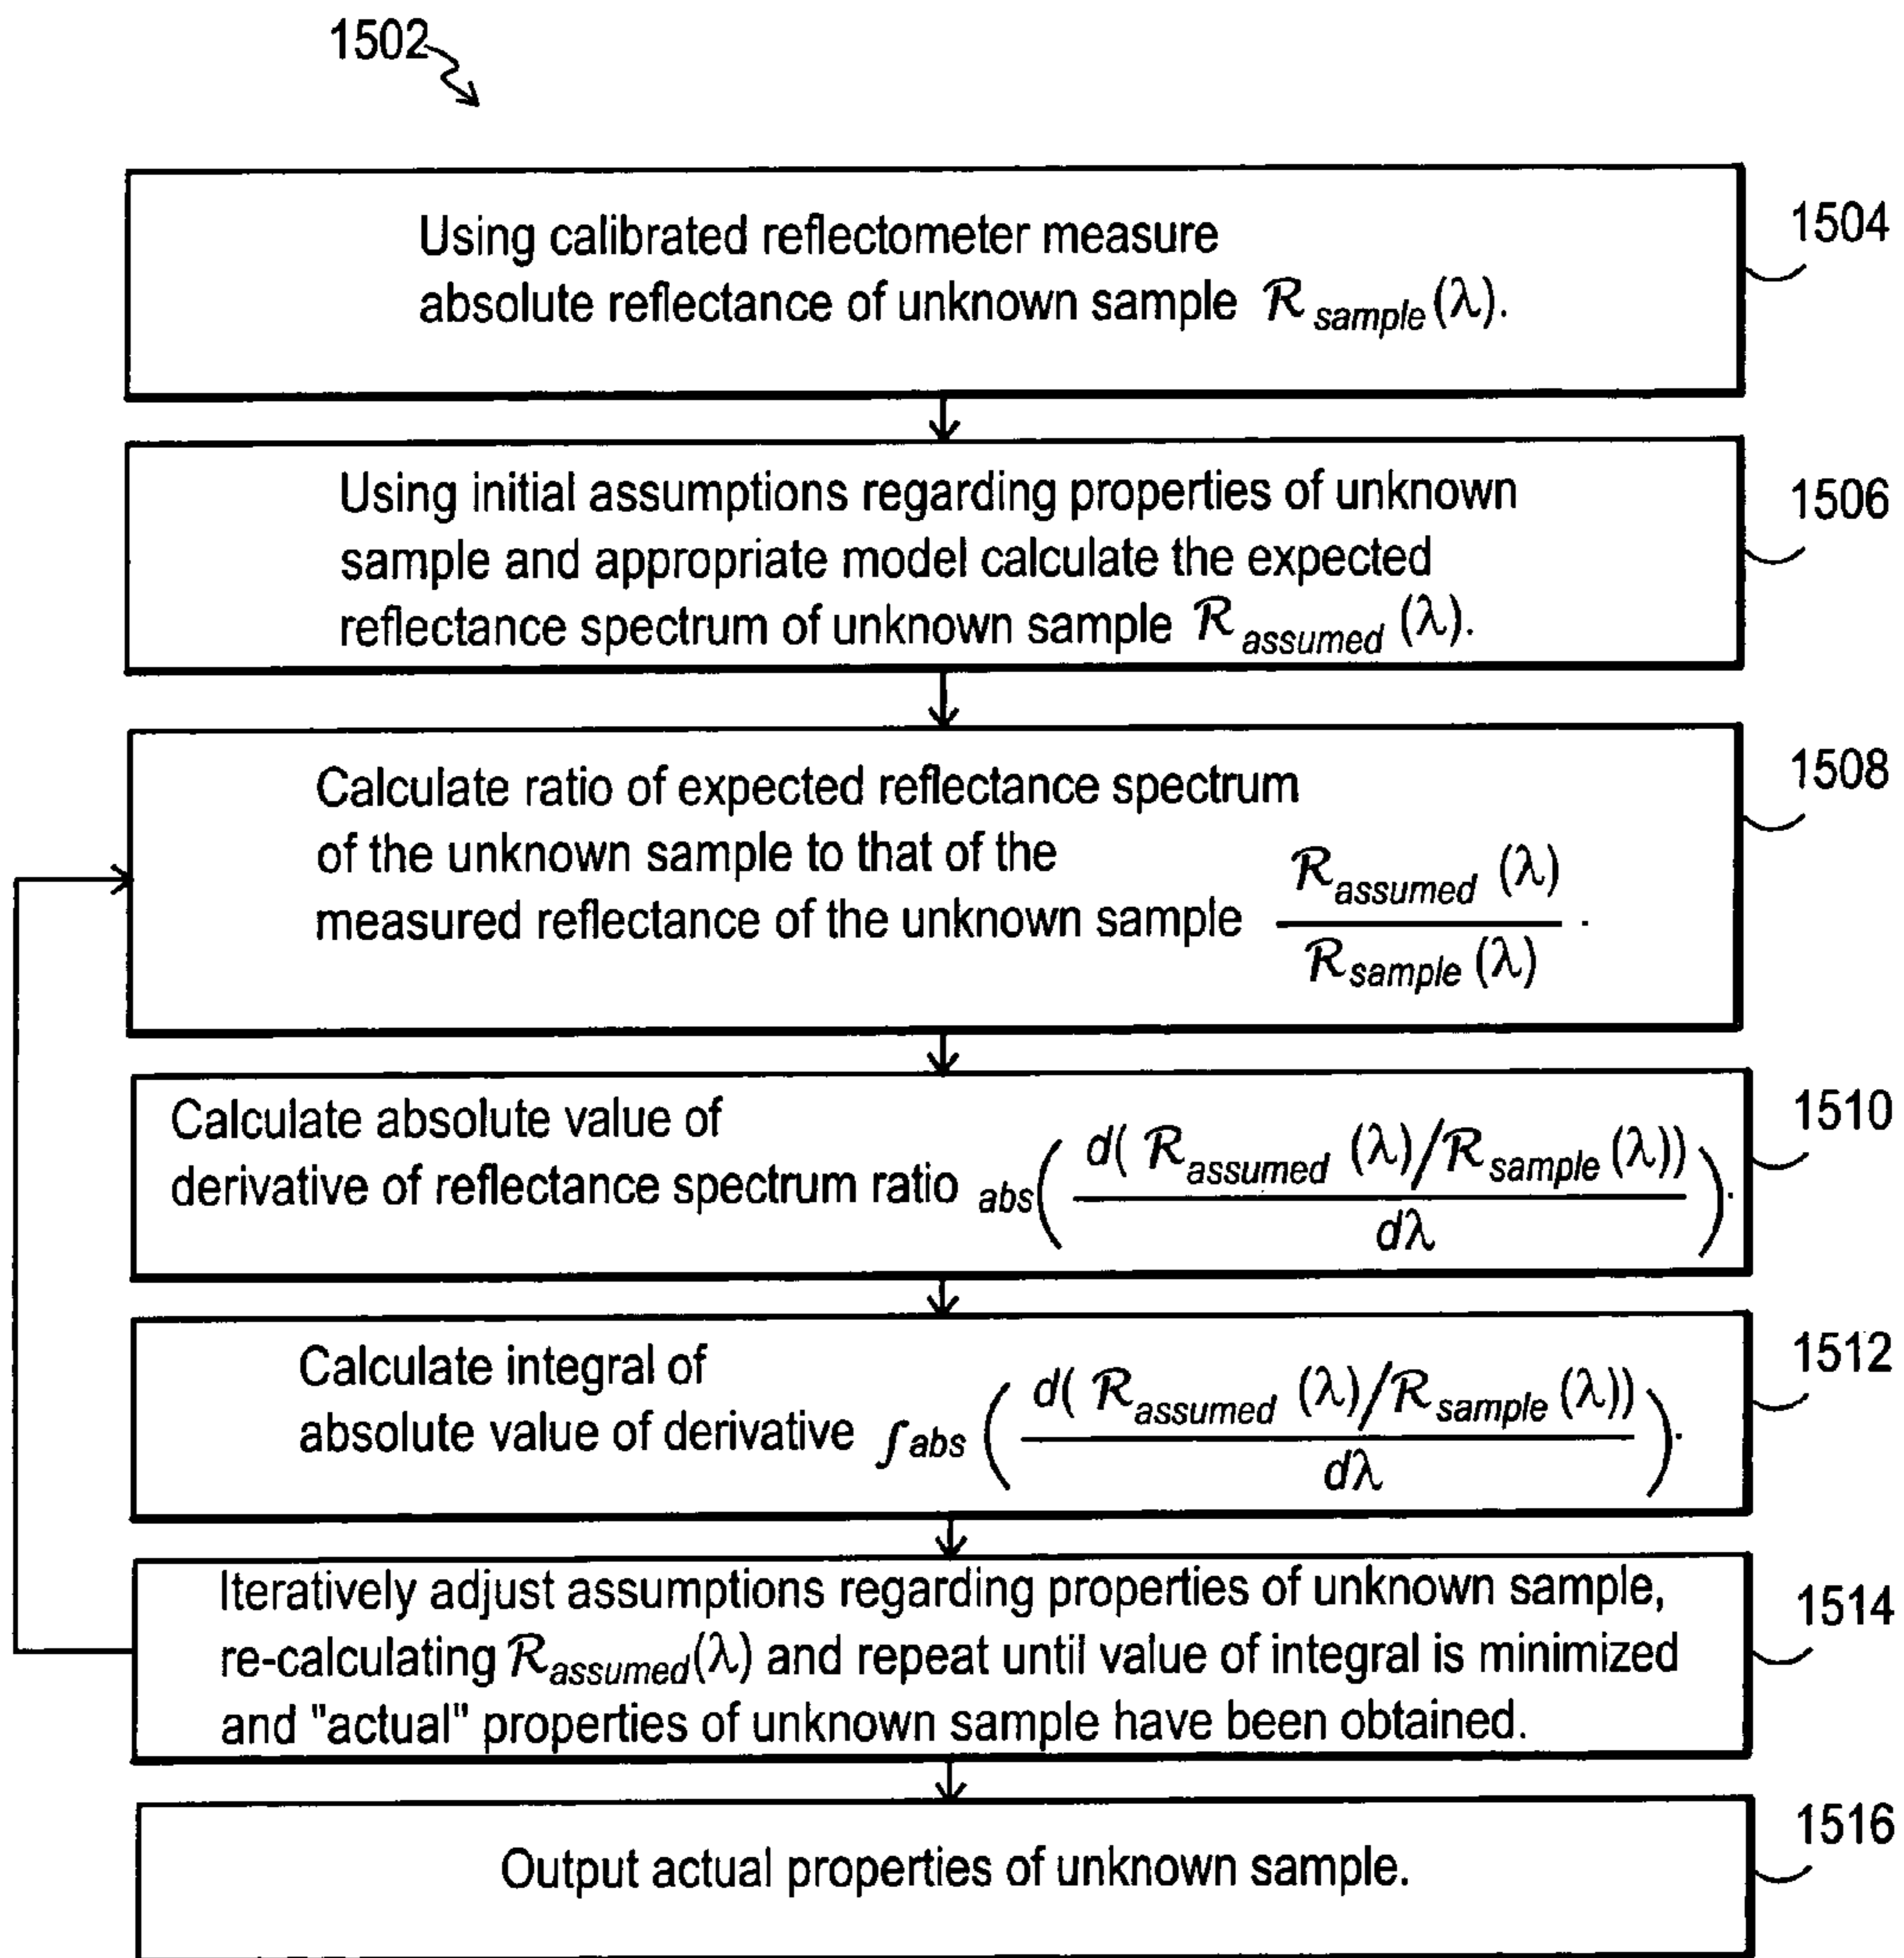 1502
Using calibrated reflectometer measure
absolute reflectance of unknown sample ℛsample(λ).
1504
Using initial assumptions regarding properties of unknown
sample and appropriate model calculate the expected
reflectance spectrum of unknown sample ℛassumed (λ).
1506
Calculate ratio of expected reflectance spectrum
of the unknown sample to that of the
measured reflectance of the unknown sample ℛassumed (λ) / ℛsample (λ) .
1508
Calculate absolute value of
derivative of reflectance spectrum ratio abs( d( ℛassumed (λ)/ℛsample (λ)) / dλ ).
1510
Calculate integral of
absolute value of derivative ∫abs ( d( ℛassumed (λ)/ℛsample (λ)) / dλ ).
1512
Iteratively adjust assumptions regarding properties of unknown sample,
re-calculating ℛassumed(λ) and repeat until value of integral is minimized
and "actual" properties of unknown sample have been obtained.
1514
Output actual properties of unknown sample.
1516